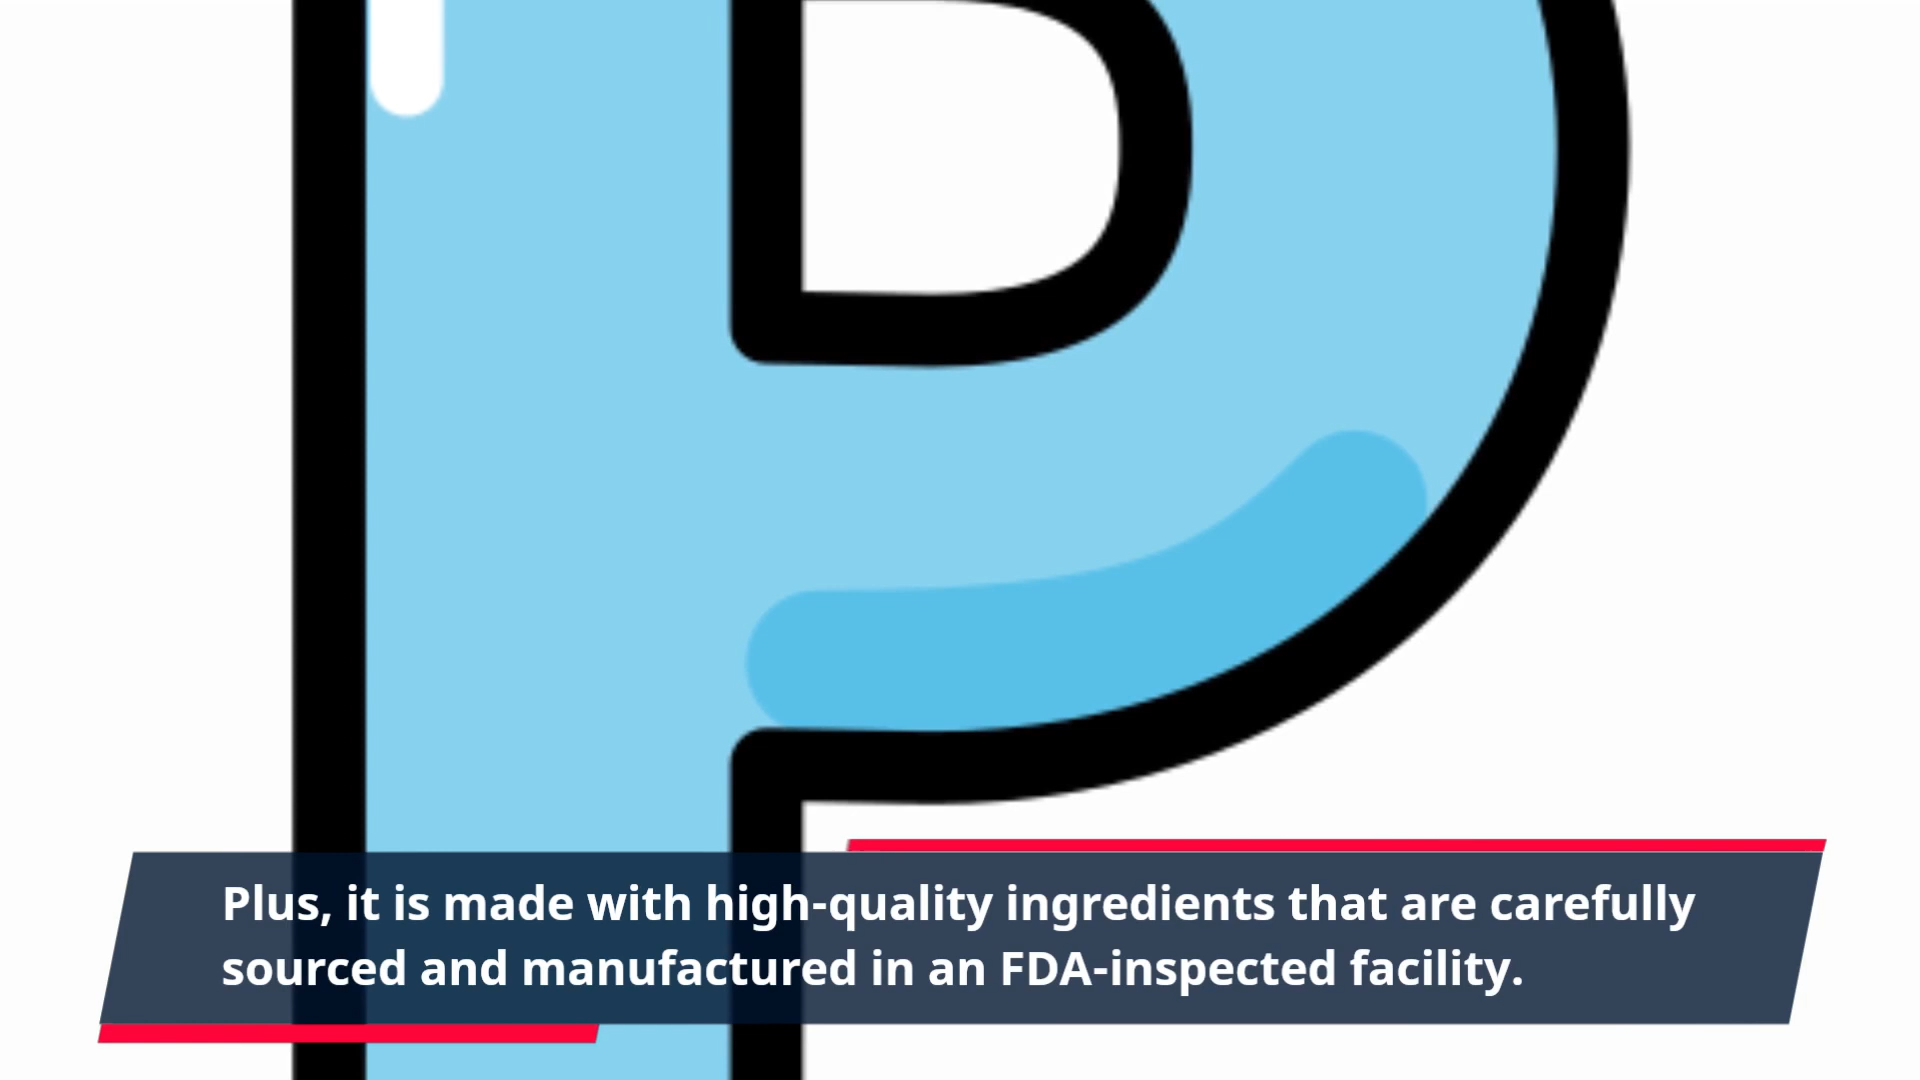 P
Plus, it is made with high-quality ingredients that are carefully
sourced and manufactured in an FDA-inspected facility.